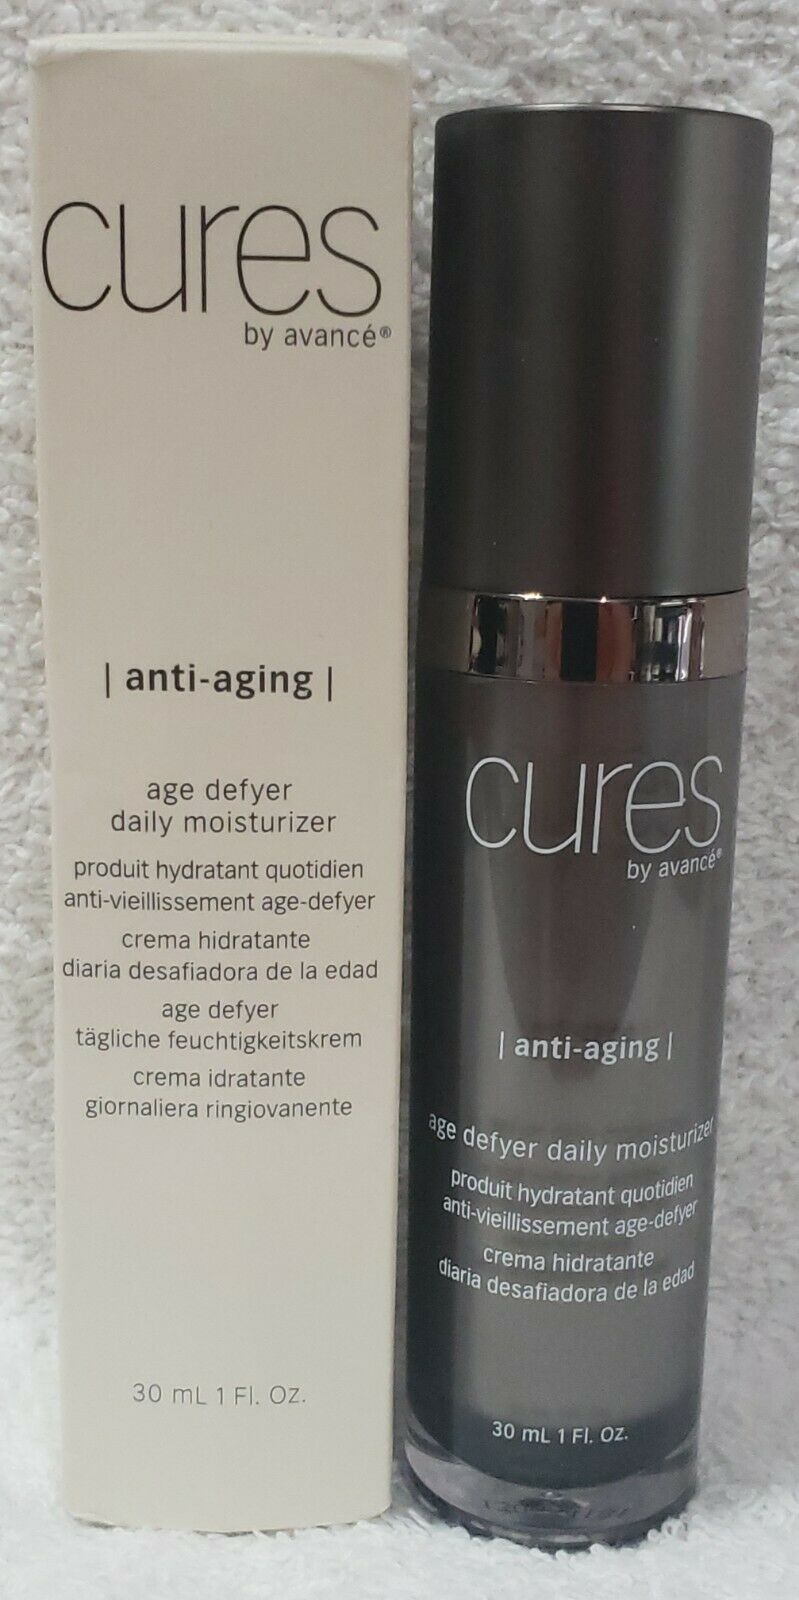 cures
by avancé®
| anti-aging |
age defyer
daily moisturizer
produit hydratant quotidien
anti-vieillissement age-defyer
crema hidratante
diaria desafiadora de la edad
age defyer
tägliche feuchtigkeitskrem
crema idratante
giornaliera ringiovanente
30 mL 1 Fl. Oz.
cures
by avancé®
| anti-aging |
age defyer daily moisturizer
produit hydratant quotidien
anti-vieillissement age-defyer
crema hidratante
diaria desafiadora de la edad
30 mL 1 Fl. Oz.